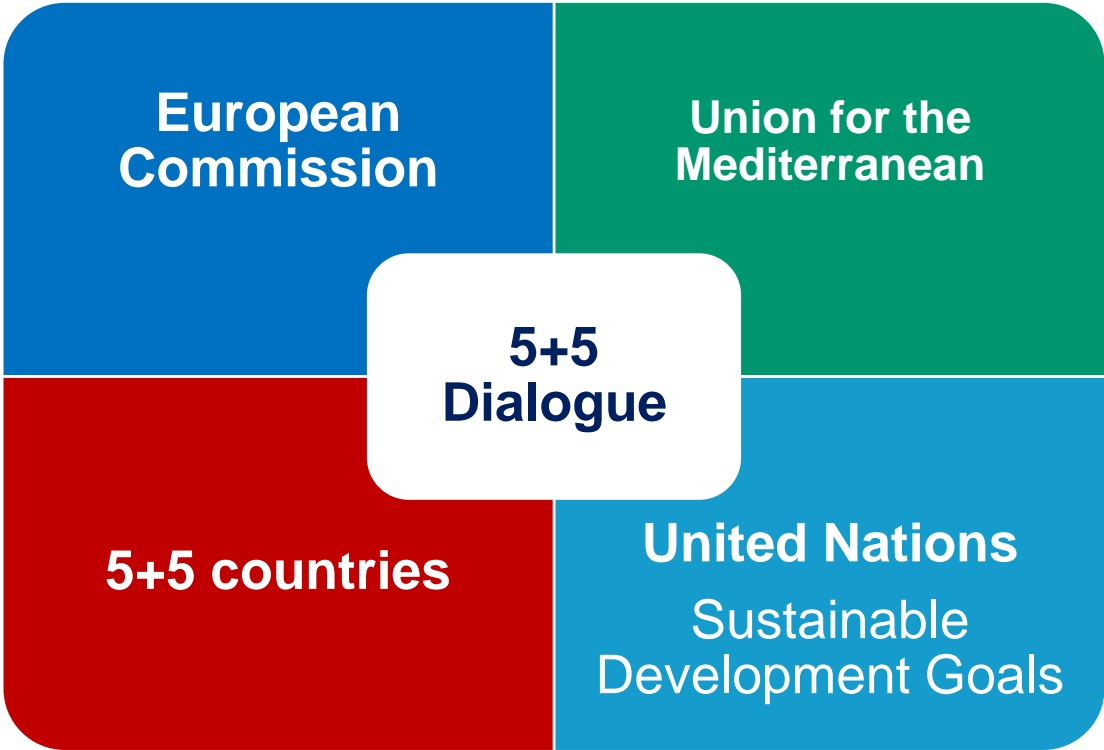 European
Commission
Union for the
Mediterranean
5+5
Dialogue
5+5 countries
United Nations
Sustainable
Development Goals